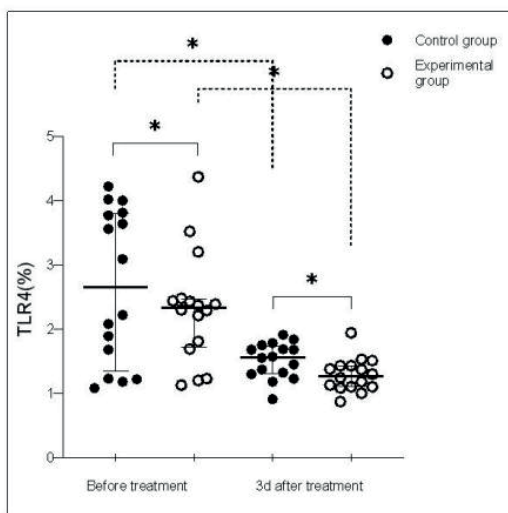 *
Control group
*
Experimental
group
*
5
4
*
3
2
1
0
TLR4(%)
Before treatment
3d after treatment